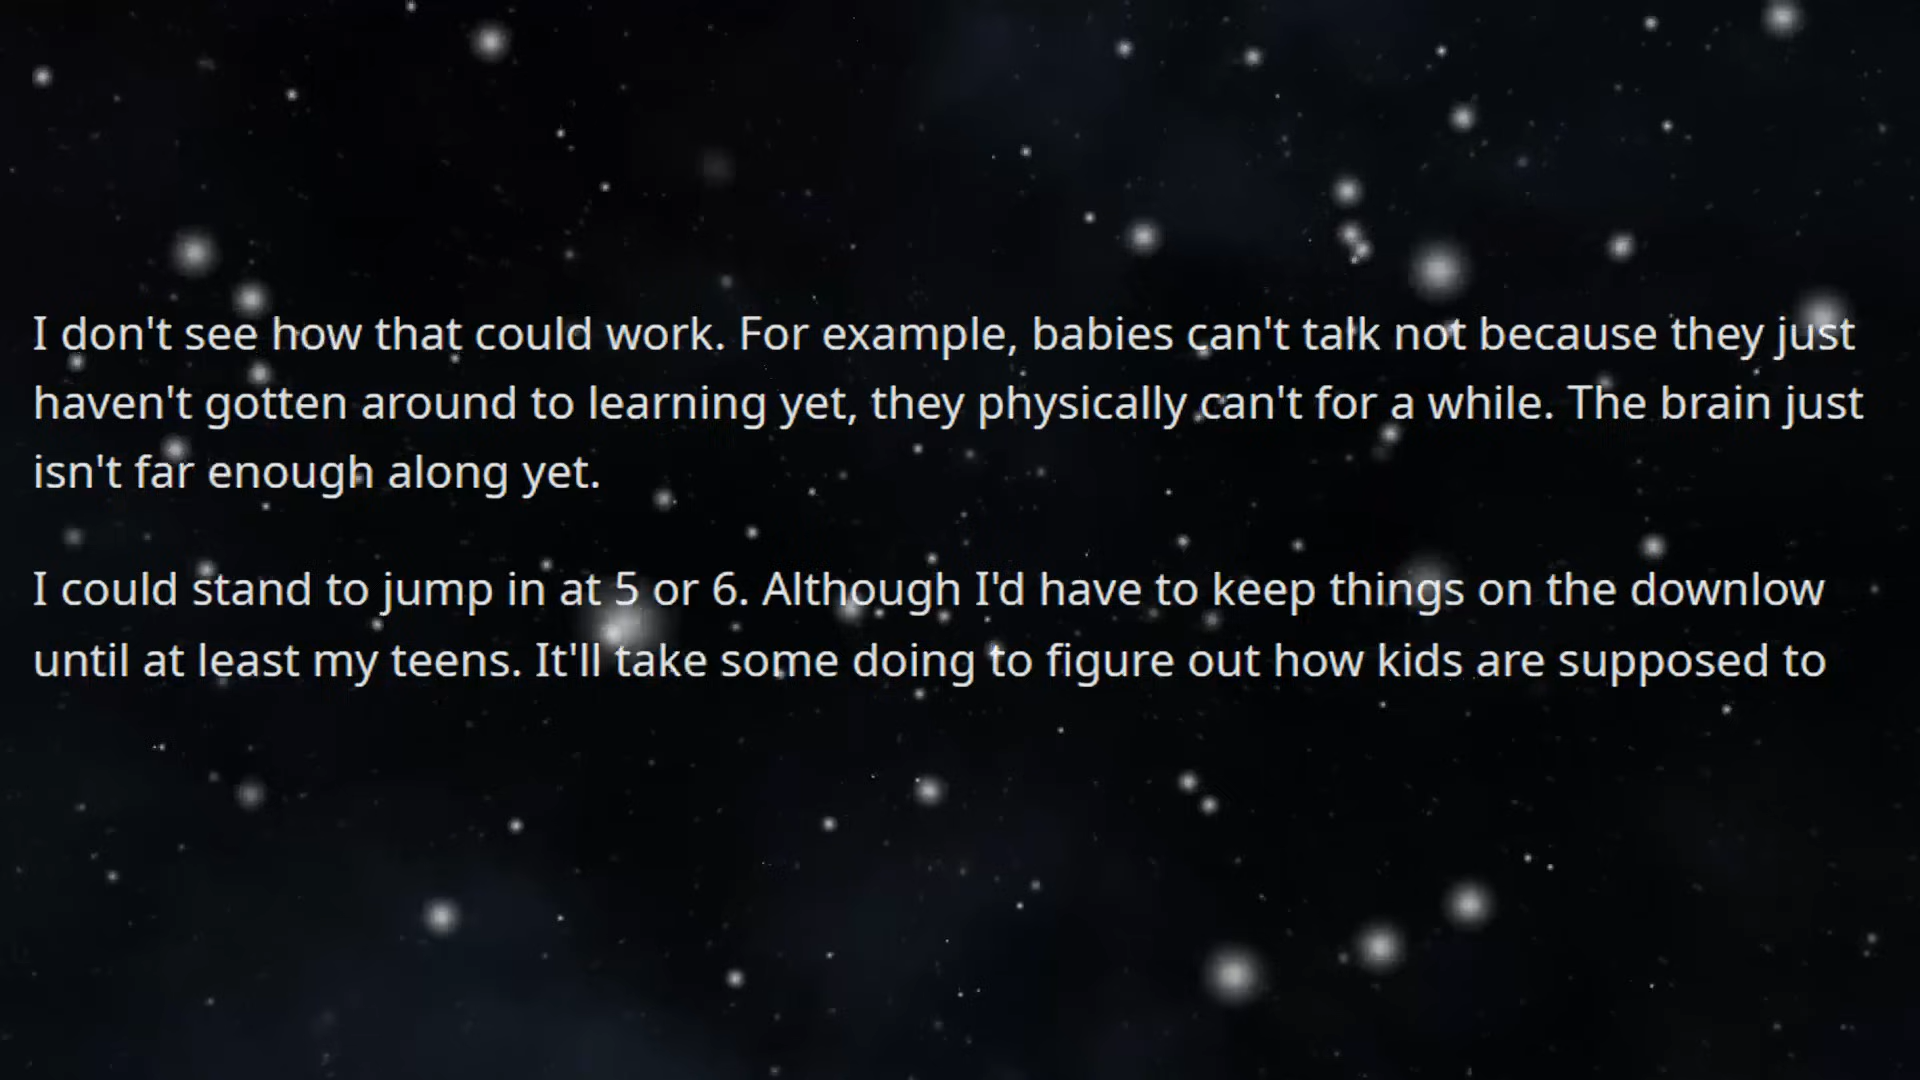 I don't see how that could work. For example, babies can't talk not because they just
haven't gotten around to learning yet, they physically can't for a while. The brain just
isn't far enough along yet.
I could stand to jump in at 5 or 6. Although I'd have to keep things on the downlow
until at least my teens. It'll take some doing to figure out how kids are supposed to